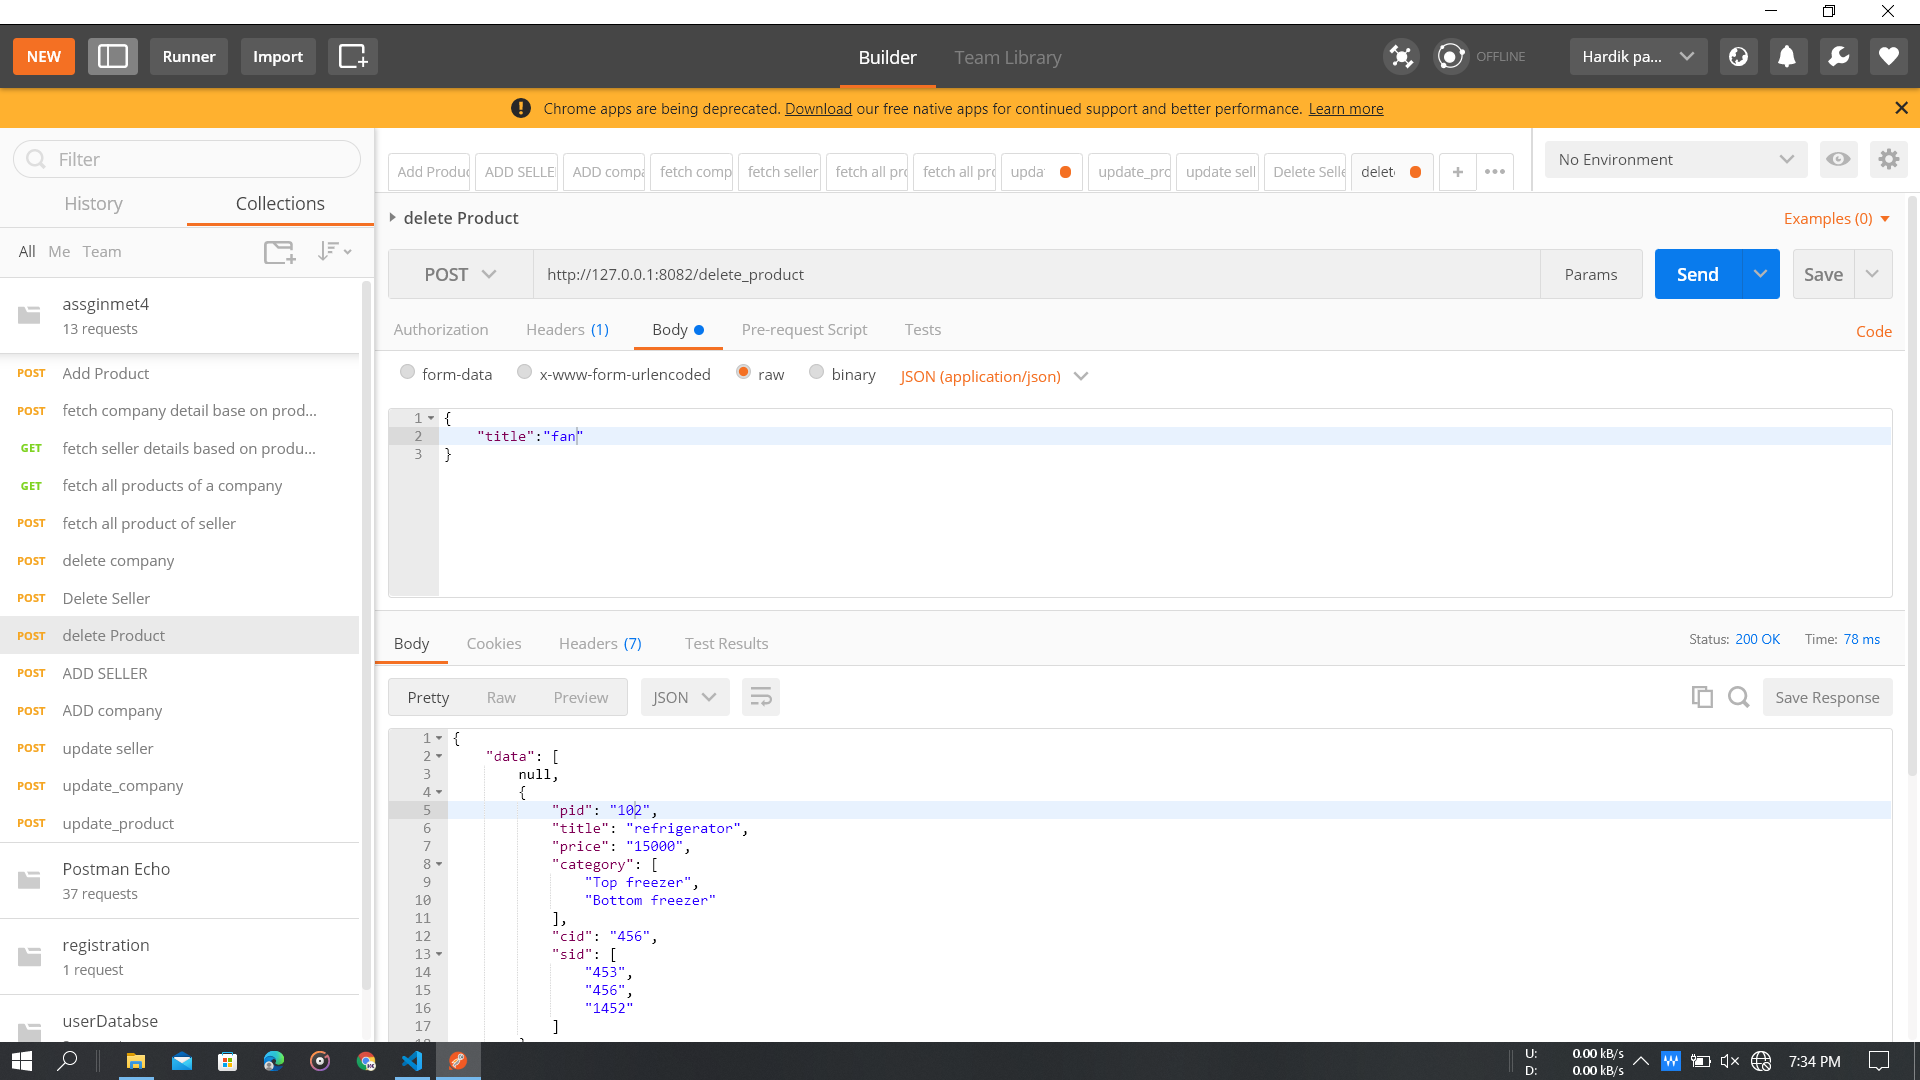 NEW Runner Import Builder Team Library OFFLINE Hardik pa...
Chrome apps are being deprecated. Download our free native apps for continued support and better performance. Learn more
Filter
History Collections
All Me Team
assginmet4
13 requests
POST Add Product
POST fetch company detail base on prod...
GET fetch seller details based on produ...
GET fetch all products of a company
POST fetch all product of seller
POST delete company
POST Delete Seller
POST delete Product
POST ADD SELLER
POST ADD company
POST update seller
POST update_company
POST update_product
Postman Echo
37 requests
registration
1 request
userDatabse
Add Produc ADD SELLE ADD compa fetch comp fetch seller fetch all pro fetch all pro upda update_pro update sell Delete Selle delet + •••
No Environment
delete Product Examples (0)
POST http://127.0.0.1:8082/delete_product Params Send Save
Authorization Headers (1) Body Pre-request Script Tests Code
form-data x-www-form-urlencoded raw binary JSON (application/json)
1 {
2 "title":"fan"
3 }
Body Cookies Headers (7) Test Results Status: 200 OK Time: 78 ms
Pretty Raw Preview JSON Save Response
1 {
2 "data": [
3 null,
4 {
5 "pid": "102",
6 "title": "refrigerator",
7 "price": "15000",
8 "category": [
9 "Top freezer",
10 "Bottom freezer"
11 ],
12 "cid": "456",
13 "sid": [
14 "453",
15 "456",
16 "1452"
17 ]
U: 0.00 kB/s
D: 0.00 kB/s
7:34 PM